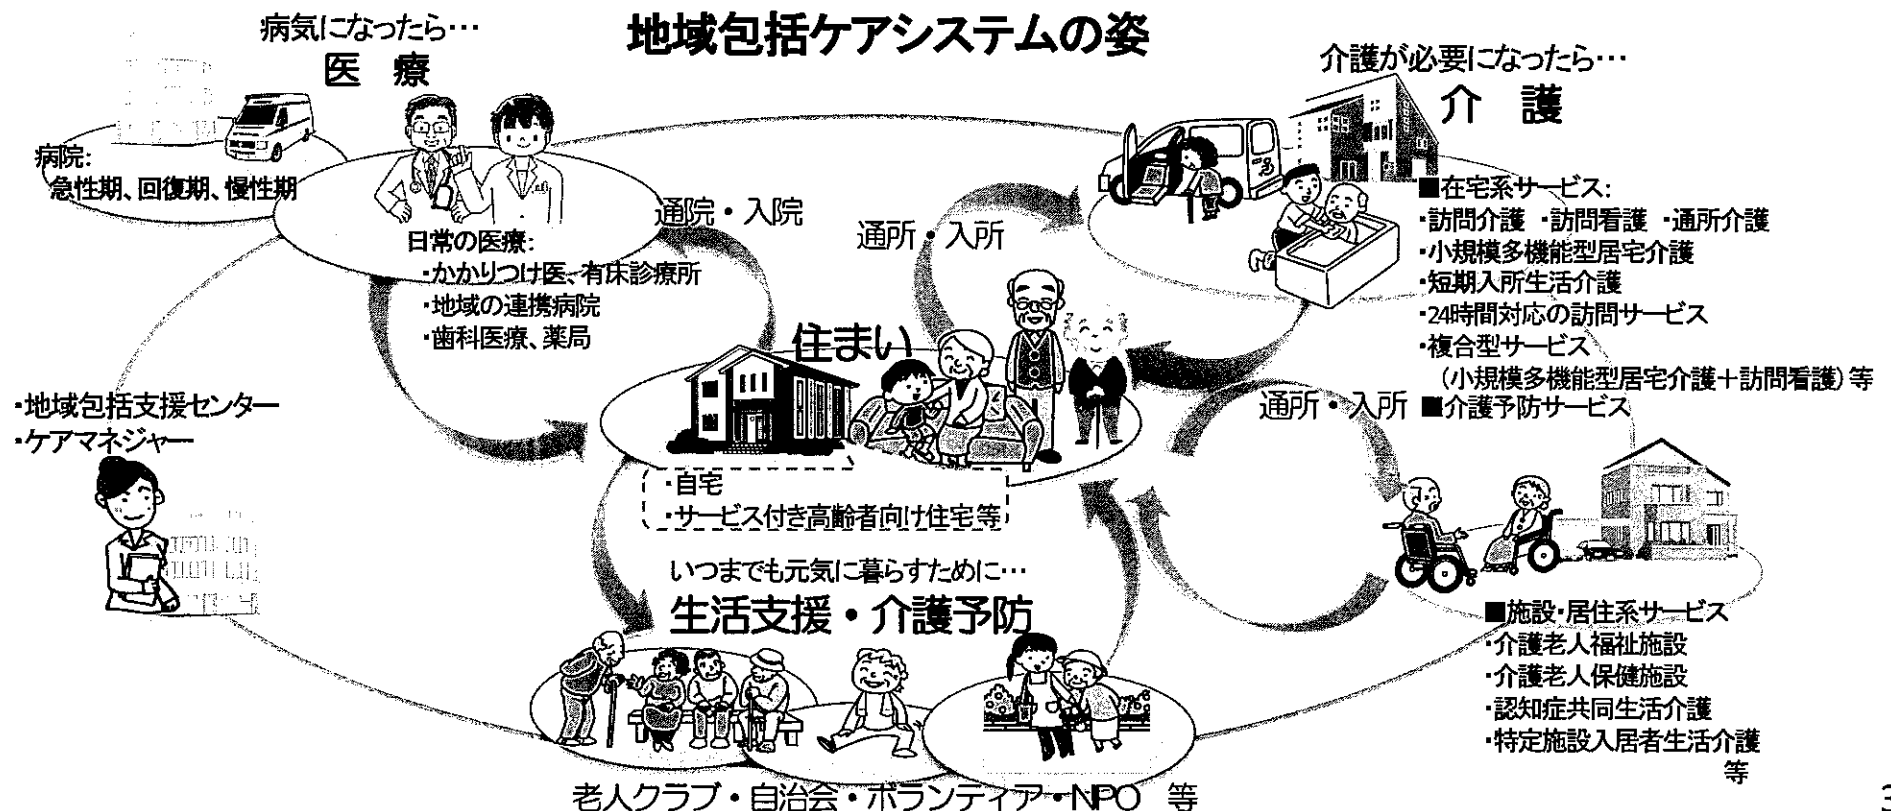 地域包括ケアシステムの姿
病気になったら…
医 療
病院:
急性期、回復期、慢性期
日常の医療:
・かかりつけ医、有床診療所
・地域の連携病院
・歯科医療、薬局
通院・入院
通所・入所
介護が必要になったら…
介 護
■在宅系サービス:
・訪問介護 ・訪問看護 ・通所介護
・小規模多機能型居宅介護
・短期入所生活介護
・24時間対応の訪問サービス
・複合型サービス
(小規模多機能型居宅介護+訪問看護)等
■介護予防サービス
通所・入所
住まい
・自宅
・サービス付き高齢者向け住宅等
・地域包括支援センター
・ケアマネジャー
いつまでも元気に暮らすために…
生活支援・介護予防
■施設・居住系サービス
・介護老人福祉施設
・介護老人保健施設
・認知症共同生活介護
・特定施設入居者生活介護
等
老人クラブ・自治会・ボランティア・NPO 等
3